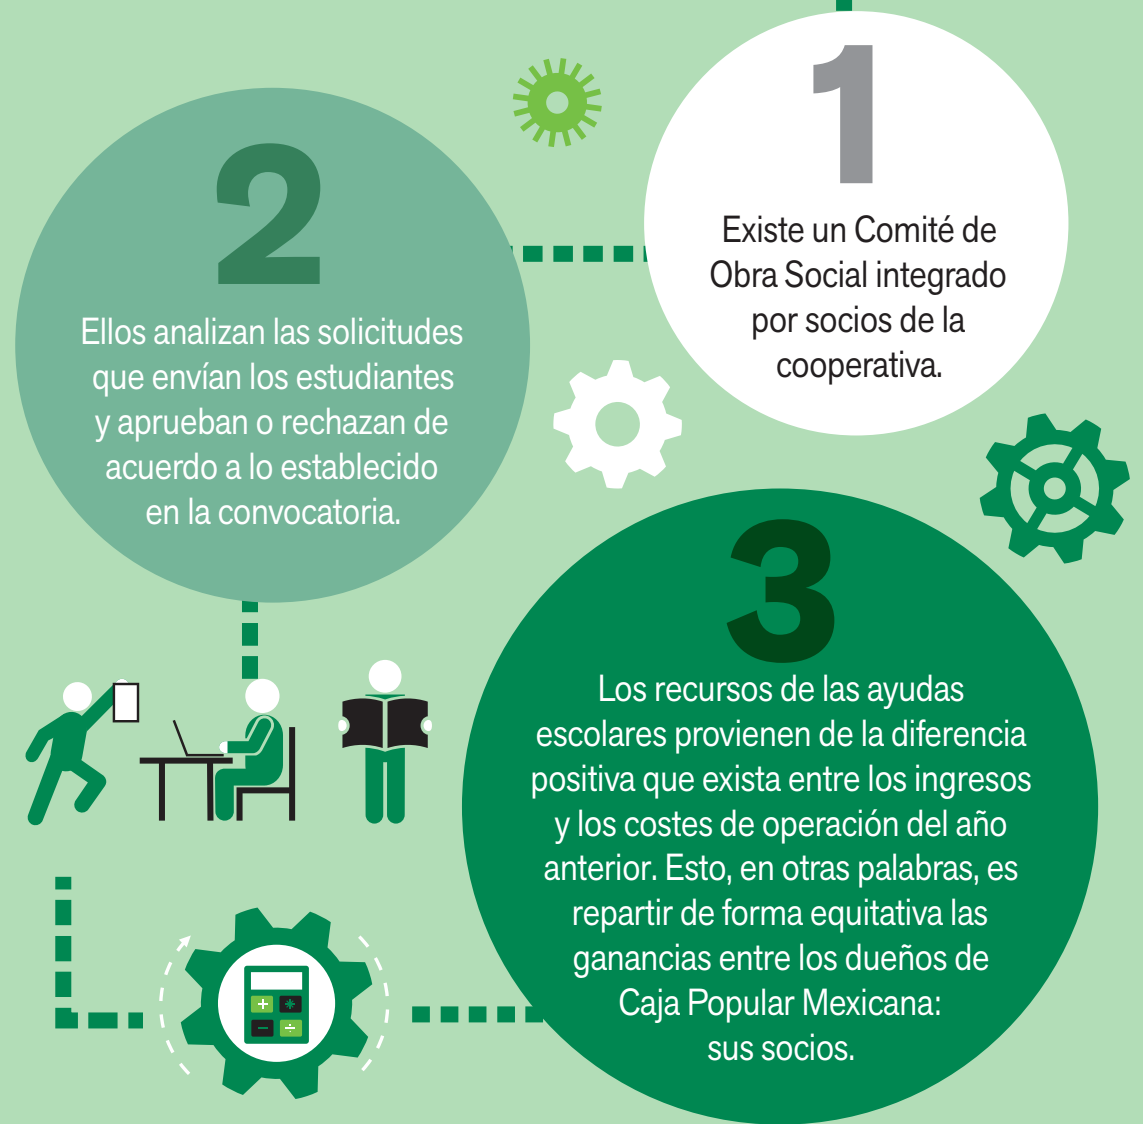 1
Existe un Comité de
Obra Social integrado
por socios de la
cooperativa.
2
Ellos analizan las solicitudes
que envían los estudiantes
y aprueban o rechazan de
acuerdo a lo establecido
en la convocatoria.
3
Los recursos de las ayudas
escolares provienen de la diferencia
positiva que exista entre los ingresos
y los costes de operación del año
anterior. Esto, en otras palabras, es
repartir de forma equitativa las
ganancias entre los dueños de
Caja Popular Mexicana:
sus socios.